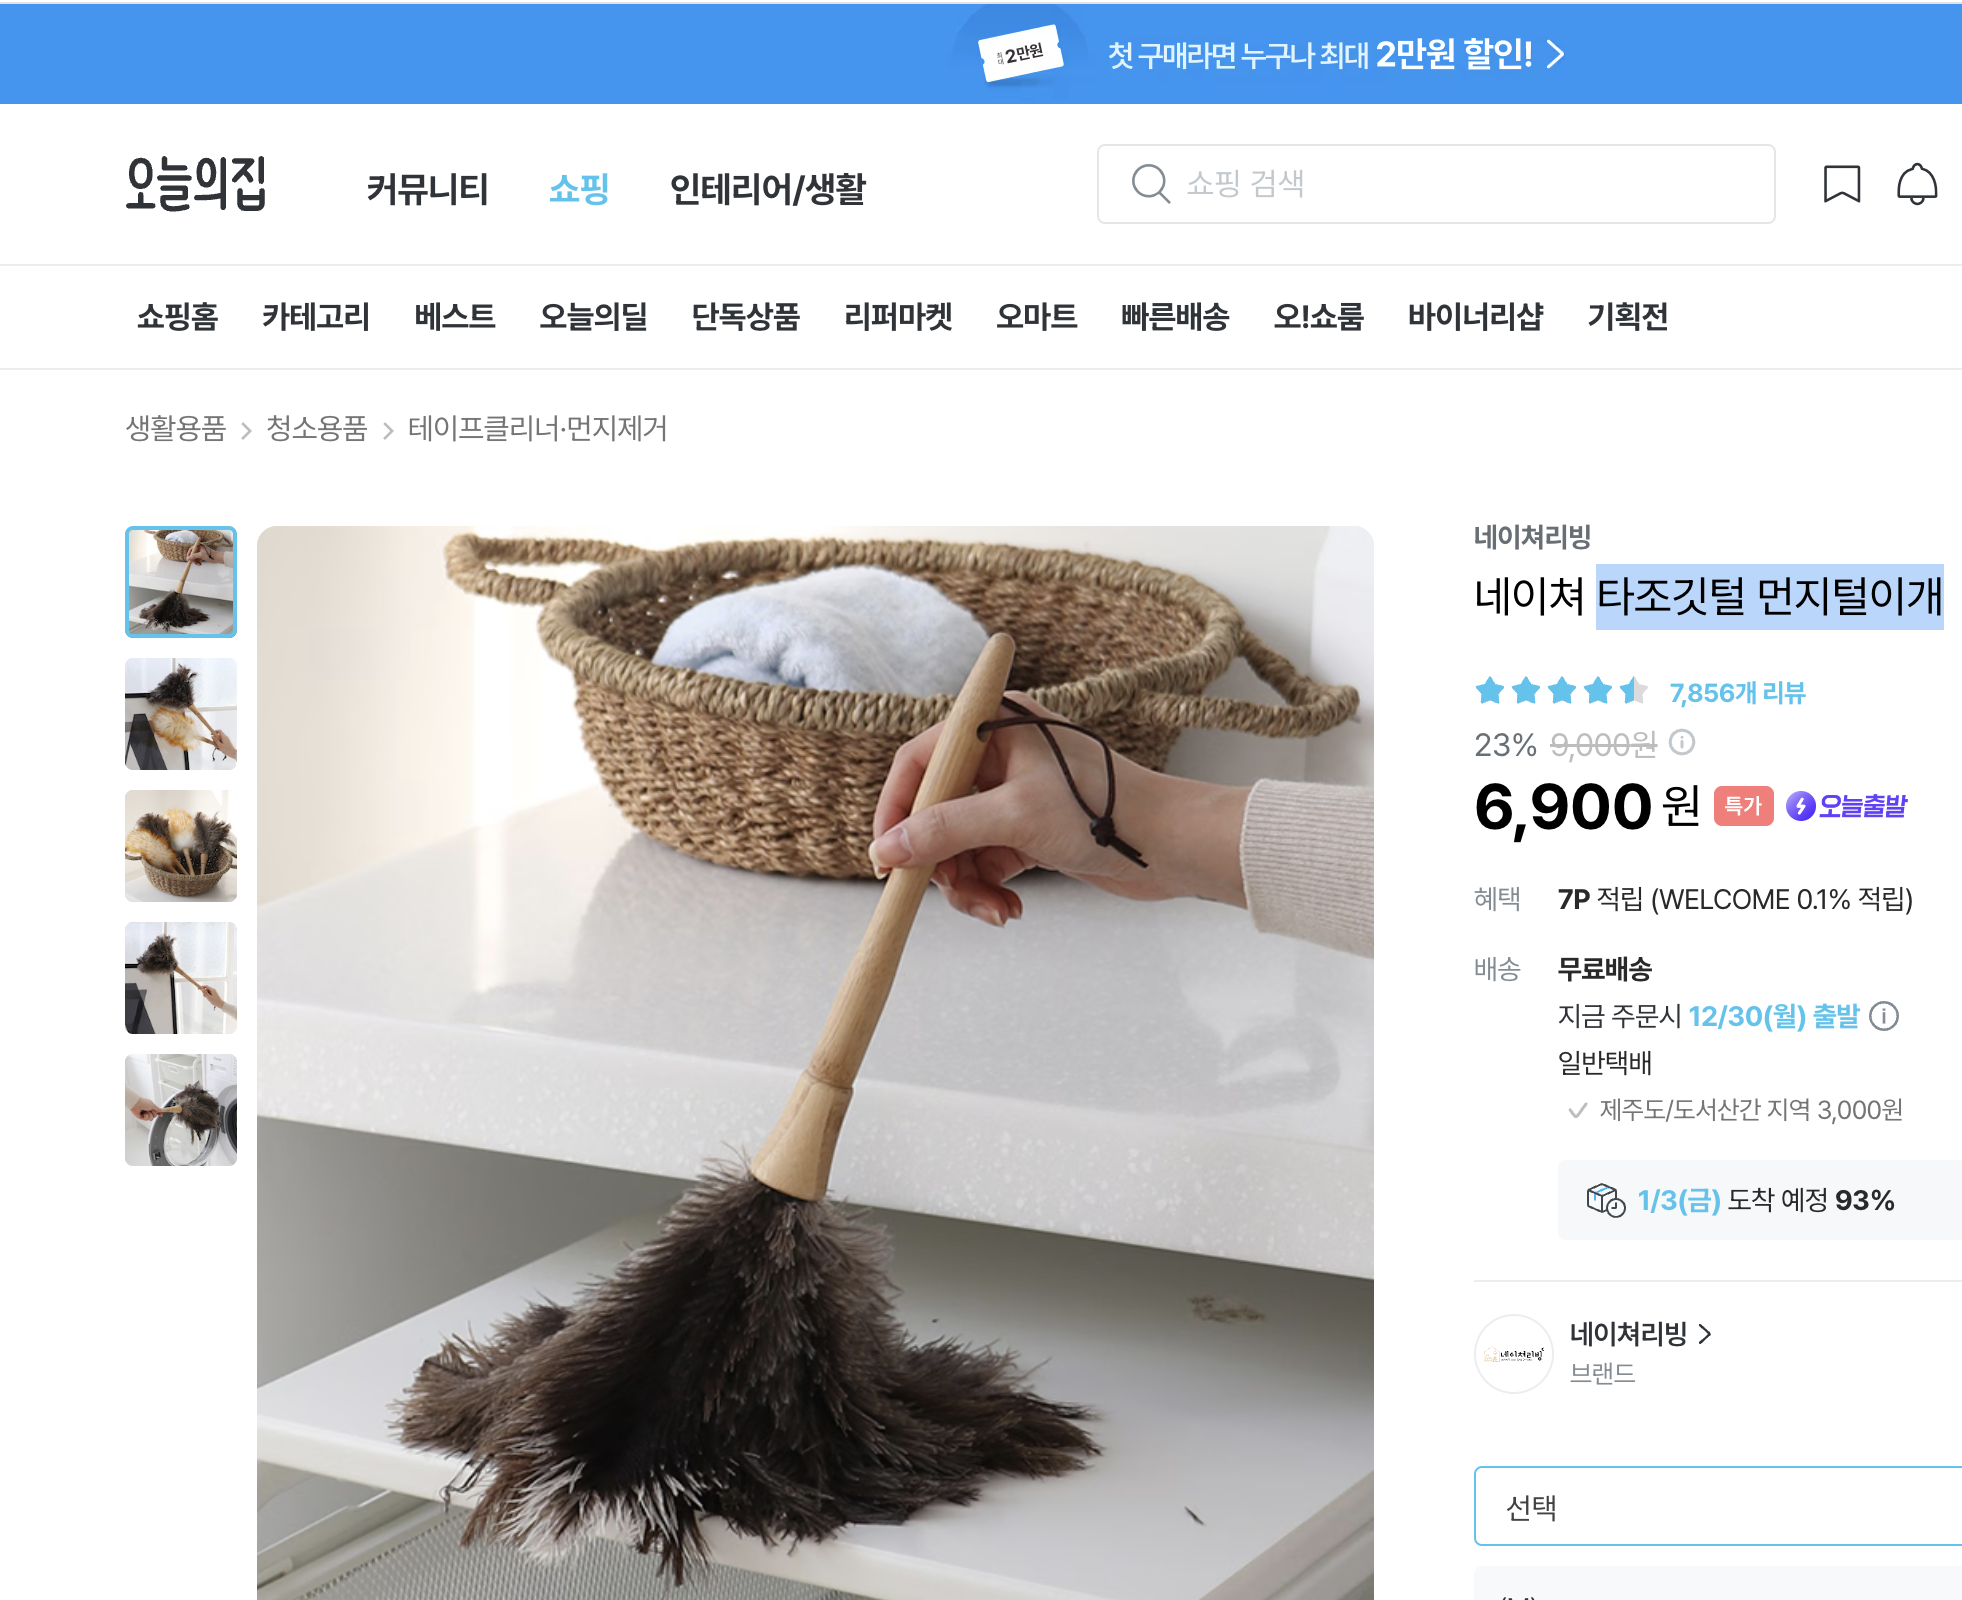 최대 2만원
첫 구매라면 누구나 최대 2만원 할인!
오늘의집
커뮤니티 쇼핑 인테리어/생활
쇼핑 검색
쇼핑홈 카테고리 베스트 오늘의딜 단독상품 리퍼마켓 오마트 빠른배송 오!쇼룸 바이너리샵 기획전
생활용품 > 청소용품 > 테이프클리너·먼지제거
네이쳐리빙
네이쳐 타조깃털 먼지털이개
7,856개 리뷰
23% 9,000원
6,900 원 특가 오늘출발
혜택 7P 적립 (WELCOME 0.1% 적립)
배송 무료배송
지금 주문시 12/30(월) 출발
일반택배
제주도/도서산간 지역 3,000원
1/3(금) 도착 예정 93%
네이쳐리빙
네이쳐리빙
브랜드
선택